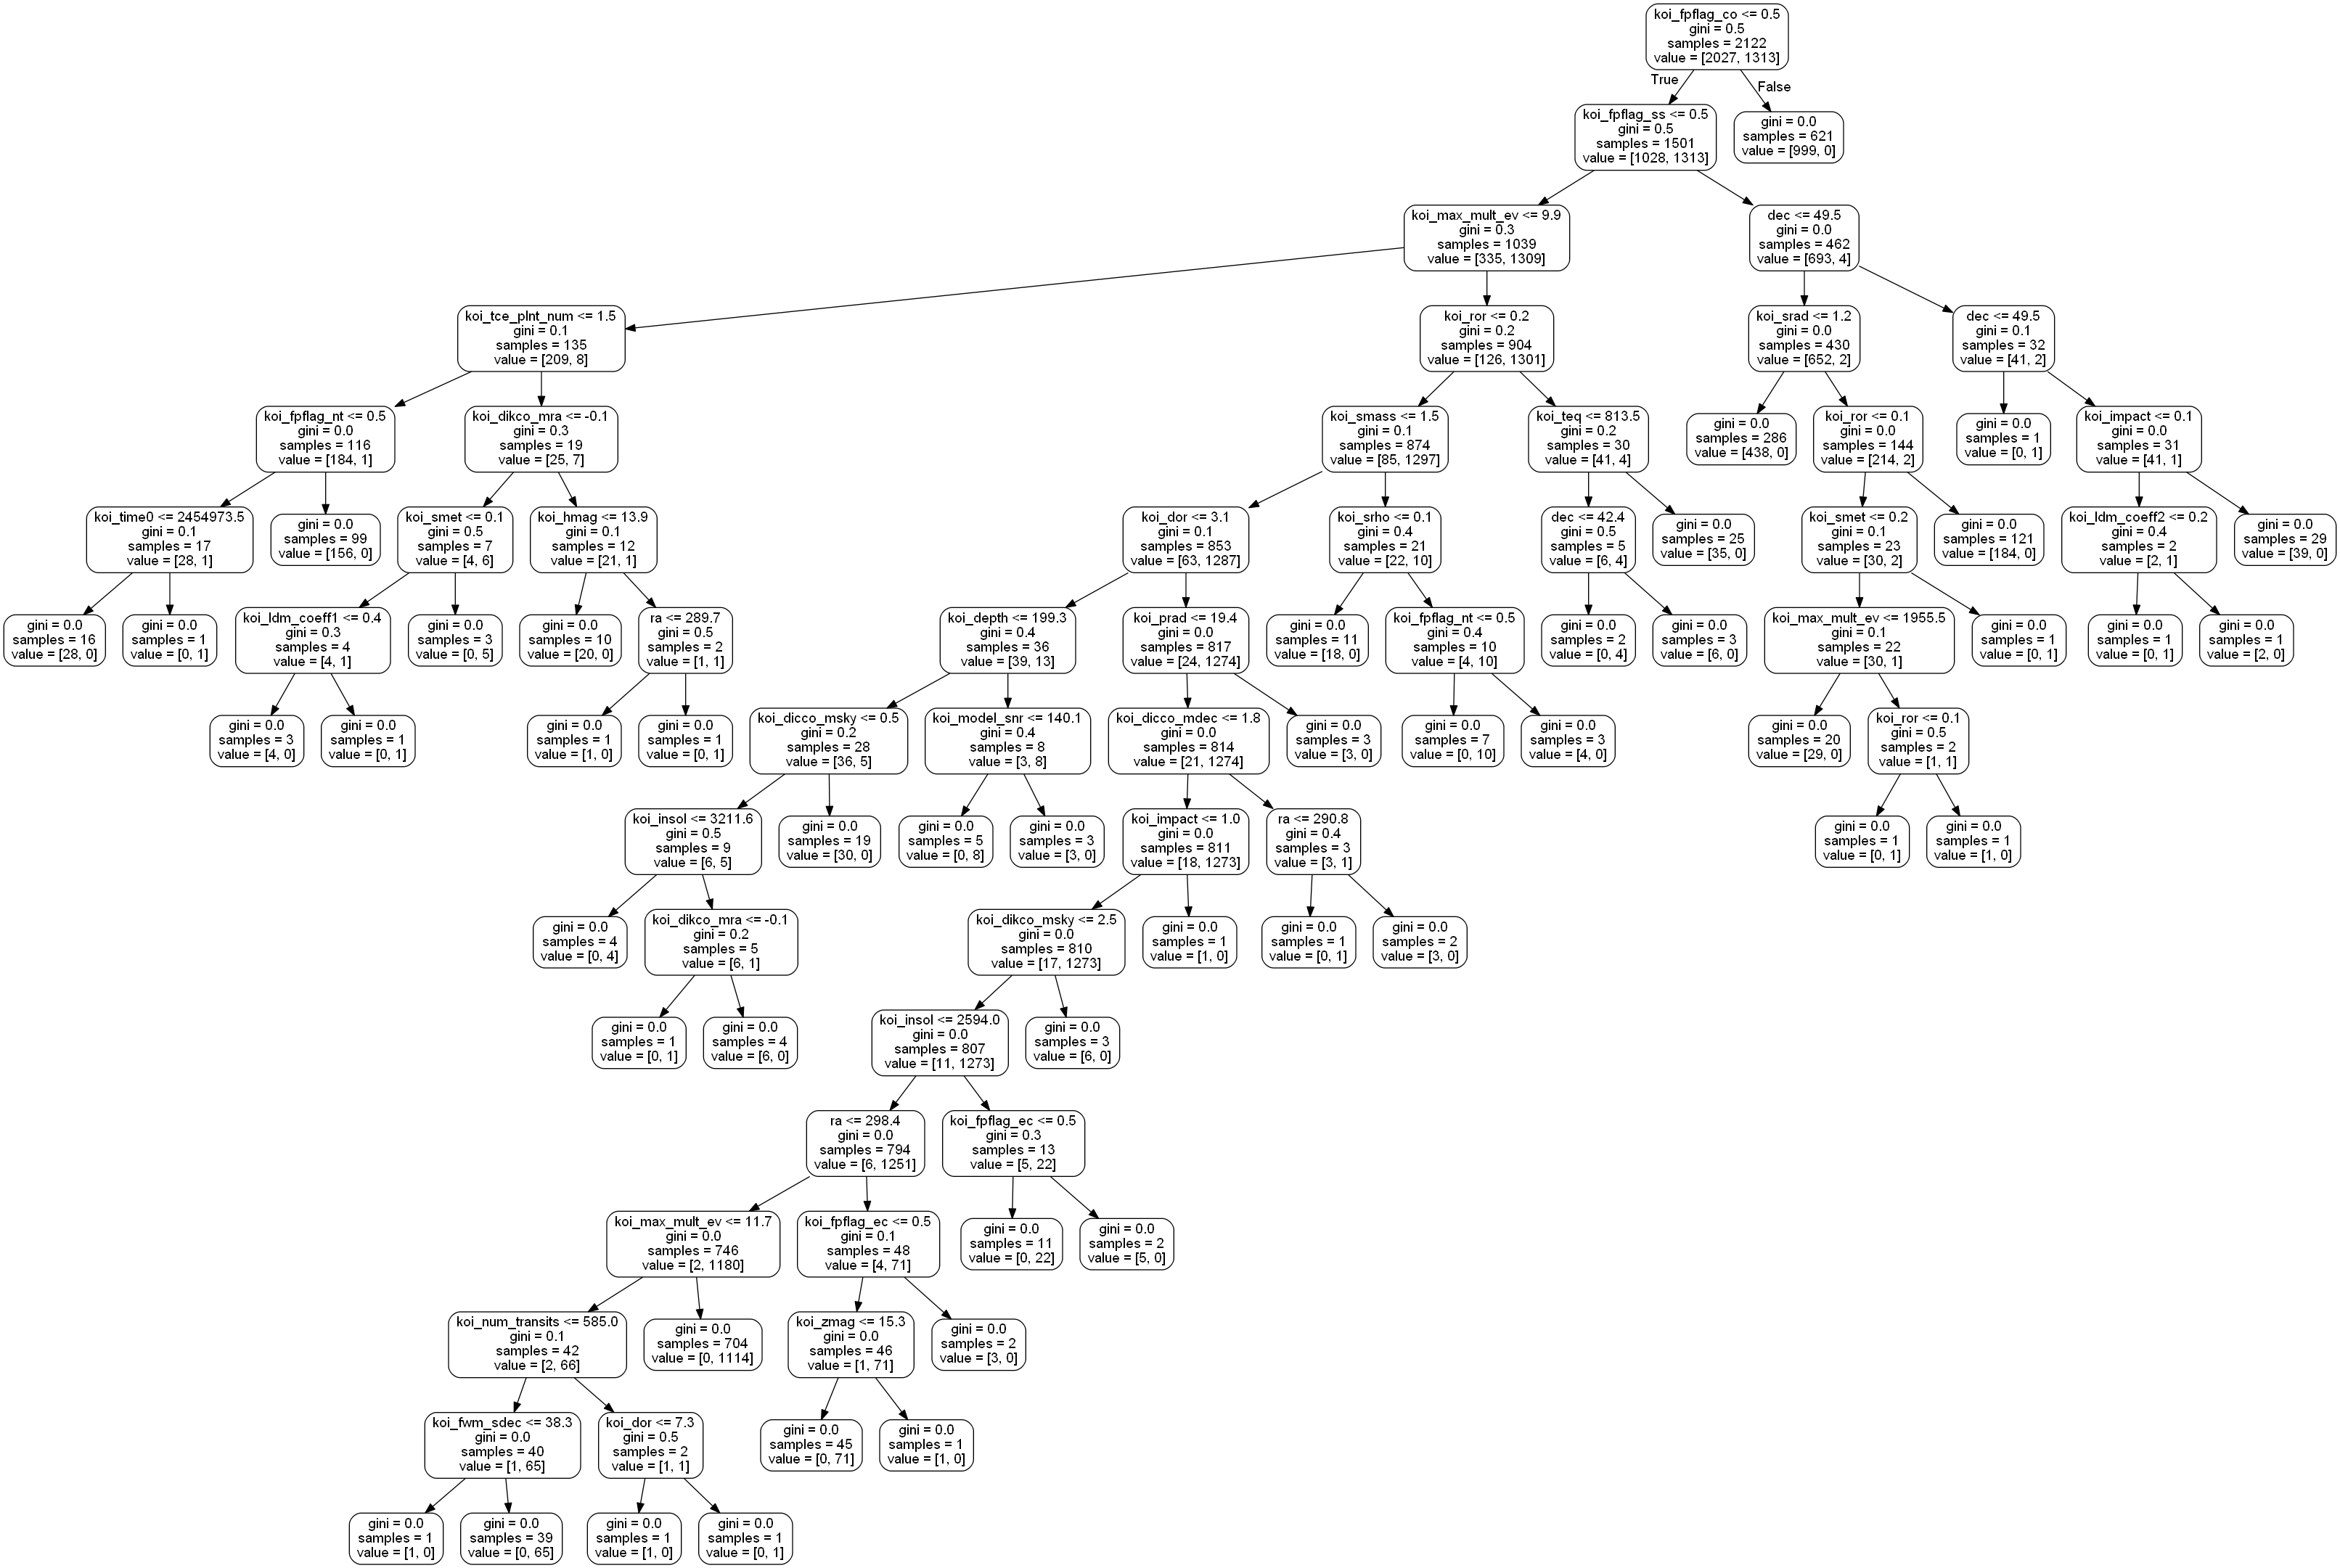 koi_fpflag_co <= 0.5
gini = 0.5
samples = 2122
value = [2027, 1313]
True
False
koi_fpflag_ss <= 0.5
gini = 0.5
samples = 1501
value = [1028, 1313]
gini = 0.0
samples = 621
value = [999, 0]
koi_max_mult_ev <= 9.9
gini = 0.3
samples = 1039
value = [335, 1309]
dec <= 49.5
gini = 0.0
samples = 462
value = [693, 4]
koi_tce_plnt_num <= 1.5
gini = 0.1
samples = 135
value = [209, 8]
koi_ror <= 0.2
gini = 0.2
samples = 904
value = [126, 1301]
koi_srad <= 1.2
gini = 0.0
samples = 430
value = [652, 2]
dec <= 49.5
gini = 0.1
samples = 32
value = [41, 2]
koi_fpflag_nt <= 0.5
gini = 0.0
samples = 116
value = [184, 1]
koi_dikco_mra <= -0.1
gini = 0.3
samples = 19
value = [25, 7]
koi_smass <= 1.5
gini = 0.1
samples = 874
value = [85, 1297]
koi_teq <= 813.5
gini = 0.2
samples = 30
value = [41, 4]
gini = 0.0
samples = 286
value = [438, 0]
koi_ror <= 0.1
gini = 0.0
samples = 144
value = [214, 2]
gini = 0.0
samples = 1
value = [0, 1]
koi_impact <= 0.1
gini = 0.0
samples = 31
value = [41, 1]
koi_time0 <= 2454973.5
gini = 0.1
samples = 17
value = [28, 1]
gini = 0.0
samples = 99
value = [156, 0]
koi_smet <= 0.1
gini = 0.5
samples = 7
value = [4, 6]
koi_hmag <= 13.9
gini = 0.1
samples = 12
value = [21, 1]
koi_dor <= 3.1
gini = 0.1
samples = 853
value = [63, 1287]
koi_srho <= 0.1
gini = 0.4
samples = 21
value = [22, 10]
dec <= 42.4
gini = 0.5
samples = 5
value = [6, 4]
gini = 0.0
samples = 25
value = [35, 0]
koi_smet <= 0.2
gini = 0.1
samples = 23
value = [30, 2]
gini = 0.0
samples = 121
value = [184, 0]
koi_ldm_coeff2 <= 0.2
gini = 0.4
samples = 2
value = [2, 1]
gini = 0.0
samples = 29
value = [39, 0]
gini = 0.0
samples = 16
value = [28, 0]
gini = 0.0
samples = 1
value = [0, 1]
koi_ldm_coeff1 <= 0.4
gini = 0.3
samples = 4
value = [4, 1]
gini = 0.0
samples = 3
value = [0, 5]
gini = 0.0
samples = 10
value = [20, 0]
ra <= 289.7
gini = 0.5
samples = 2
value = [1, 1]
koi_depth <= 199.3
gini = 0.4
samples = 36
value = [39, 13]
koi_prad <= 19.4
gini = 0.0
samples = 817
value = [24, 1274]
gini = 0.0
samples = 11
value = [18, 0]
koi_fpflag_nt <= 0.5
gini = 0.4
samples = 10
value = [4, 10]
gini = 0.0
samples = 2
value = [0, 4]
gini = 0.0
samples = 3
value = [6, 0]
koi_max_mult_ev <= 1955.5
gini = 0.1
samples = 22
value = [30, 1]
gini = 0.0
samples = 1
value = [0, 1]
gini = 0.0
samples = 1
value = [0, 1]
gini = 0.0
samples = 1
value = [2, 0]
gini = 0.0
samples = 3
value = [4, 0]
gini = 0.0
samples = 1
value = [0, 1]
gini = 0.0
samples = 1
value = [1, 0]
gini = 0.0
samples = 1
value = [0, 1]
koi_dicco_msky <= 0.5
gini = 0.2
samples = 28
value = [36, 5]
koi_model_snr <= 140.1
gini = 0.4
samples = 8
value = [3, 8]
koi_dicco_mdec <= 1.8
gini = 0.0
samples = 814
value = [21, 1274]
gini = 0.0
samples = 3
value = [3, 0]
gini = 0.0
samples = 7
value = [0, 10]
gini = 0.0
samples = 3
value = [4, 0]
gini = 0.0
samples = 20
value = [29, 0]
koi_ror <= 0.1
gini = 0.5
samples = 2
value = [1, 1]
koi_insol <= 3211.6
gini = 0.5
samples = 9
value = [6, 5]
gini = 0.0
samples = 19
value = [30, 0]
gini = 0.0
samples = 5
value = [0, 8]
gini = 0.0
samples = 3
value = [3, 0]
koi_impact <= 1.0
gini = 0.0
samples = 811
value = [18, 1273]
ra <= 290.8
gini = 0.4
samples = 3
value = [3, 1]
gini = 0.0
samples = 1
value = [0, 1]
gini = 0.0
samples = 1
value = [1, 0]
gini = 0.0
samples = 4
value = [0, 4]
koi_dikco_mra <= -0.1
gini = 0.2
samples = 5
value = [6, 1]
koi_dikco_msky <= 2.5
gini = 0.0
samples = 810
value = [17, 1273]
gini = 0.0
samples = 1
value = [1, 0]
gini = 0.0
samples = 1
value = [0, 1]
gini = 0.0
samples = 2
value = [3, 0]
gini = 0.0
samples = 1
value = [0, 1]
gini = 0.0
samples = 4
value = [6, 0]
koi_insol <= 2594.0
gini = 0.0
samples = 807
value = [11, 1273]
gini = 0.0
samples = 3
value = [6, 0]
ra <= 298.4
gini = 0.0
samples = 794
value = [6, 1251]
koi_fpflag_ec <= 0.5
gini = 0.3
samples = 13
value = [5, 22]
koi_max_mult_ev <= 11.7
gini = 0.0
samples = 746
value = [2, 1180]
koi_fpflag_ec <= 0.5
gini = 0.1
samples = 48
value = [4, 71]
gini = 0.0
samples = 11
value = [0, 22]
gini = 0.0
samples = 2
value = [5, 0]
koi_num_transits <= 585.0
gini = 0.1
samples = 42
value = [2, 66]
gini = 0.0
samples = 704
value = [0, 1114]
koi_zmag <= 15.3
gini = 0.0
samples = 46
value = [1, 71]
gini = 0.0
samples = 2
value = [3, 0]
koi_fwm_sdec <= 38.3
gini = 0.0
samples = 40
value = [1, 65]
koi_dor <= 7.3
gini = 0.5
samples = 2
value = [1, 1]
gini = 0.0
samples = 45
value = [0, 71]
gini = 0.0
samples = 1
value = [1, 0]
gini = 0.0
samples = 1
value = [1, 0]
gini = 0.0
samples = 39
value = [0, 65]
gini = 0.0
samples = 1
value = [1, 0]
gini = 0.0
samples = 1
value = [0, 1]